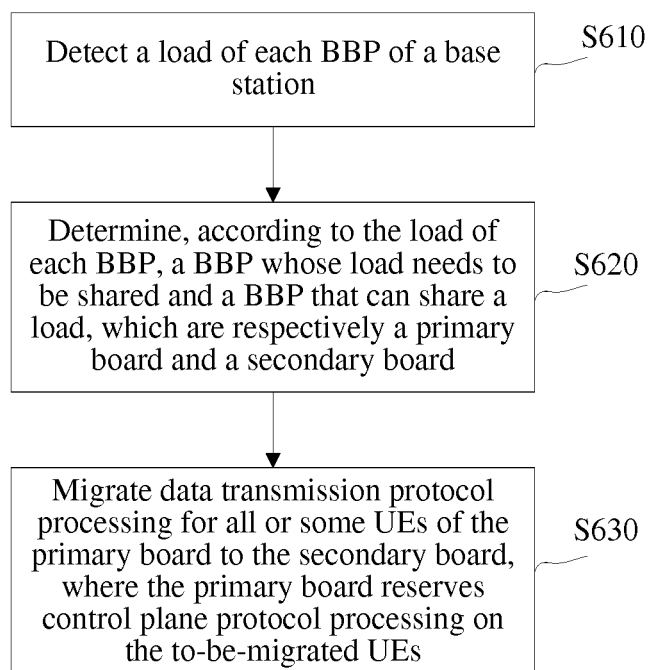 Detect a load of each BBP of a base
station
S610
Determine, according to the load of
each BBP, a BBP whose load needs to
be shared and a BBP that can share a
load, which are respectively a primary
board and a secondary board
S620
Migrate data transmission protocol
processing for all or some UEs of the
primary board to the secondary board,
where the primary board reserves
control plane protocol processing on
the to-be-migrated UEs
S630